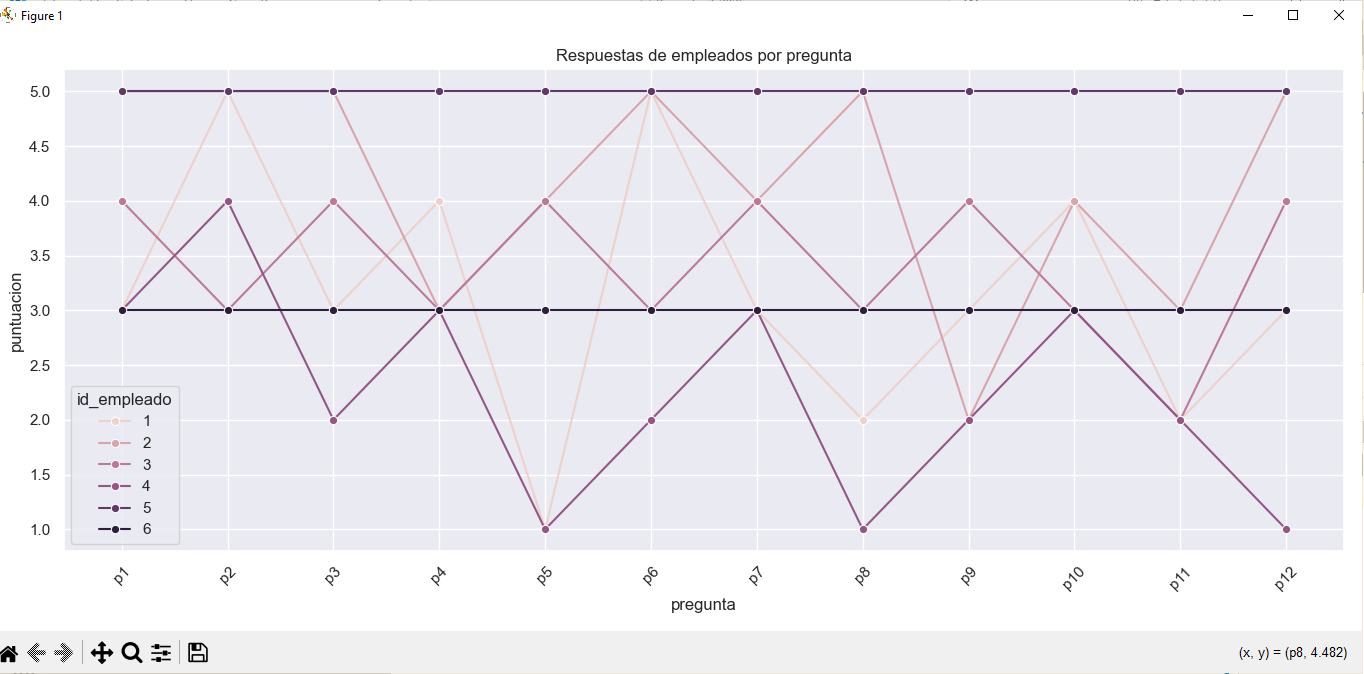 Figure 1
Respuestas de empleados por pregunta
5.0
4.5
4.0
3.5
3.0
2.5
2.0
1.5
1.0
puntuacion
id_empleado
1
2
3
4
5
6
p1 p2 p3 p4 p5 p6 p7 p8 p9 p10 p11 p12
pregunta
(x, y) = (p8, 4.482)